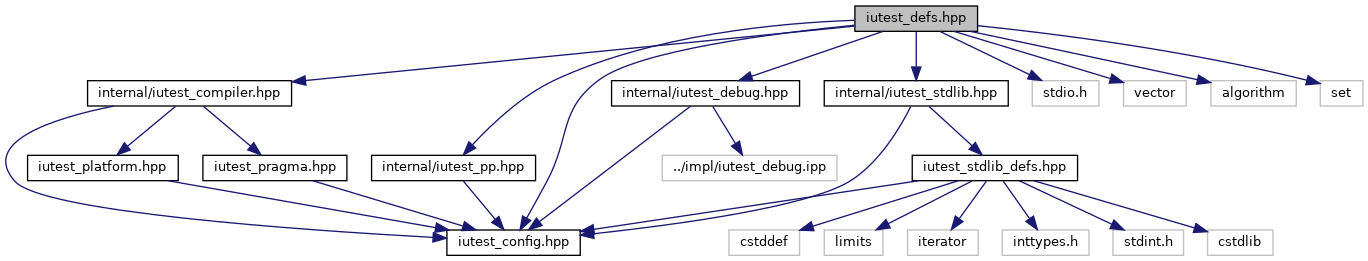 iutest_defs.hpp
internal/iutest_compiler.hpp
internal/iutest_debug.hpp
internal/iutest_stdlib.hpp
stdio.h
vector
algorithm
set
iutest_platform.hpp
iutest_pragma.hpp
internal/iutest_pp.hpp
../impl/iutest_debug.ipp
iutest_stdlib_defs.hpp
iutest_config.hpp
cstddef
limits
iterator
inttypes.h
stdint.h
cstdlib